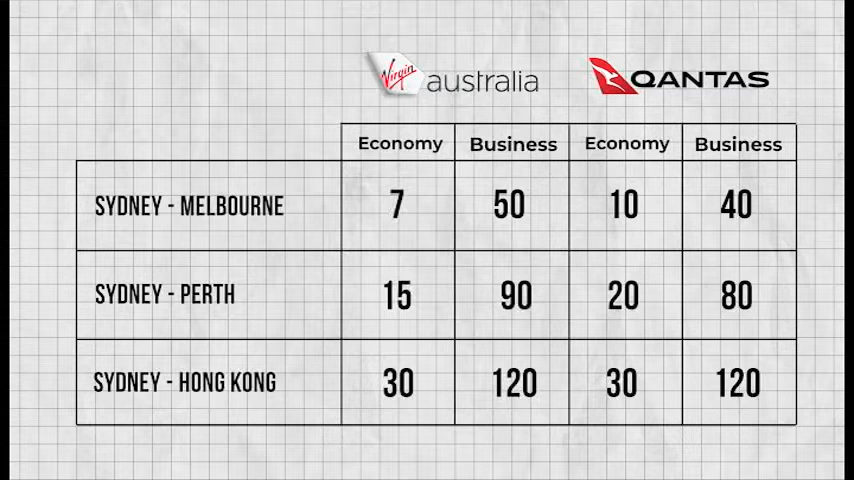 Virgin australia QANTAS
Economy Business Economy Business
SYDNEY - MELBOURNE 7 50 10 40
SYDNEY - PERTH 15 90 20 80
SYDNEY - HONG KONG 30 120 30 120